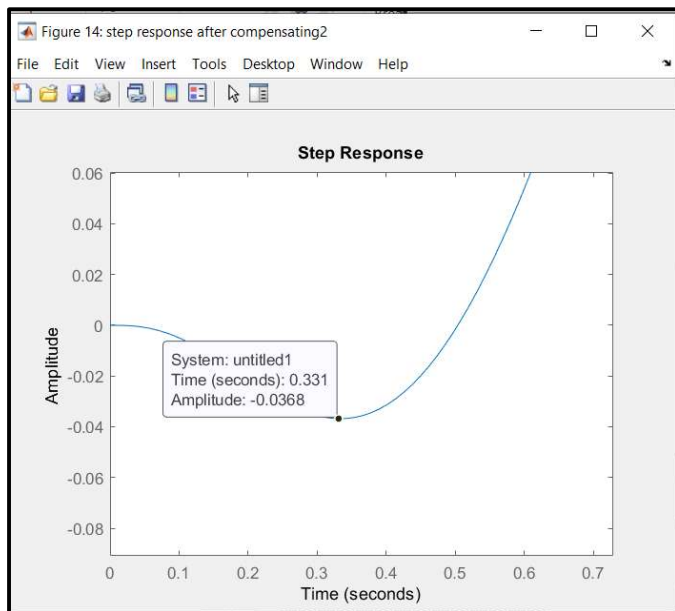 Figure 14: step response after compensating2
File Edit View Insert Tools Desktop Window Help
Step Response
0.06
0.04
0.02
0
-0.02
-0.04
-0.06
-0.08
Amplitude
System: untitled1
Time (seconds): 0.331
Amplitude: -0.0368
0 0.1 0.2 0.3 0.4 0.5 0.6 0.7
Time (seconds)